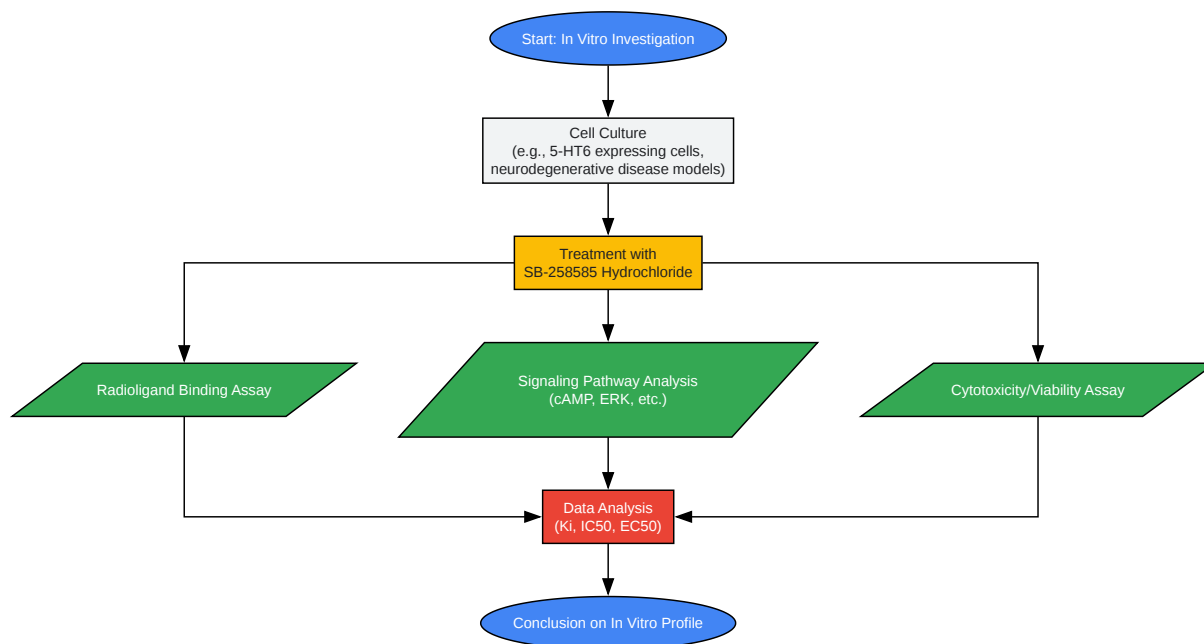 Start: In Vitro Investigation
Cell Culture
(e.g., 5-HT6 expressing cells,
neurodegenerative disease models)
Treatment with
SB-258585 Hydrochloride
Radioligand Binding Assay
Signaling Pathway Analysis
(cAMP, ERK, etc.)
Cytotoxicity/Viability Assay
Data Analysis
(Ki, IC50, EC50)
Conclusion on In Vitro Profile